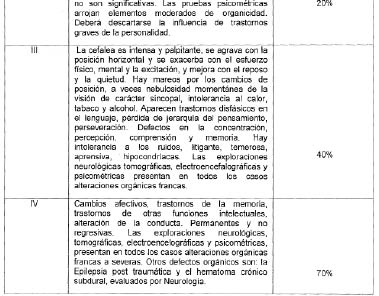 no son significativas. Las pruebas psicométricas 20%
arrojan elementos moderados de organicidad.
Deberá descartarse la influencia de trastornos
graves de la personalidad.
III La cefalea es intensa y palpitante, se agrava con la
posición horizontal y se exacerba con el esfuerzo
físico, mental y la excitación, y mejora con el reposo
y la quietud. Hay mareos por los cambios de
posición, a veces nebulosidad momentánea de la
visión de carácter sincopal, intolerancia al calor,
tabaco y alcohol. Aparecen trastornos disfásicos en
el lenguaje, pérdida de jerarquía del pensamiento,
perseveración. Defectos en la concentración,
percepción, comprensión y memoria. Hay
intolerancia a los ruidos, litigante, temerosa,
aprensiva, hipocondríacas. Las exploraciones
neurológicas tomográficas, electroencefalográficas y 40%
psicométricas presentan en todos los casos
alteraciones orgánicas francas.
IV Cambios afectivos, trastornos de la memoria,
trastornos de otras funciones intelectuales,
alteración de la conducta. Permanentes y no
regresivas. Las exploraciones neurológicas,
tomográficas, electroencelográficas y psicométricas,
presentan en todos los casos alteraciones orgánicas
francas a severas. Otros defectos orgánicos son: la
Epilepsia post traumática y el hematoma crónico 70%
subdural, evaluados por Neurología.